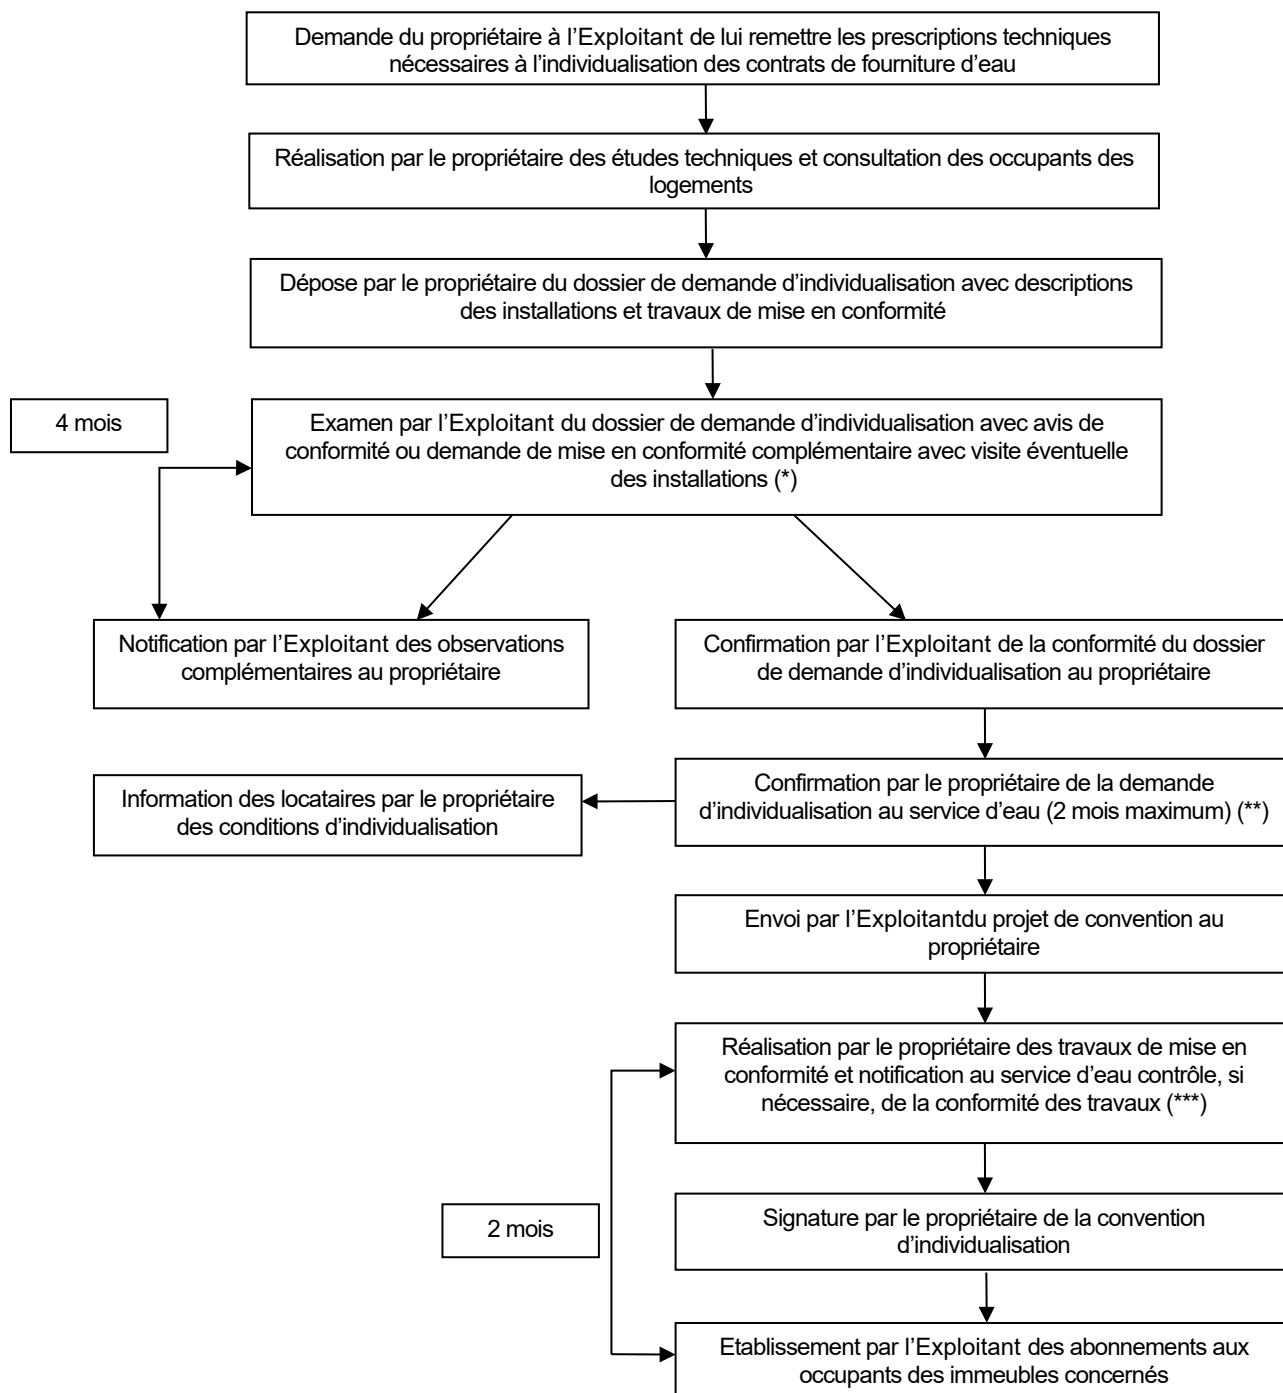 Demande du propriétaire à l’Exploitant de lui remettre les prescriptions techniques
nécessaires à l’individualisation des contrats de fourniture d’eau
Réalisation par le propriétaire des études techniques et consultation des occupants des
logements
Dépose par le propriétaire du dossier de demande d’individualisation avec descriptions
des installations et travaux de mise en conformité
4 mois
Examen par l’Exploitant du dossier de demande d’individualisation avec avis de
conformité ou demande de mise en conformité complémentaire avec visite éventuelle
des installations (*)
Notification par l’Exploitant des observations
complémentaires au propriétaire
Confirmation par l’Exploitant de la conformité du dossier
de demande d’individualisation au propriétaire
Information des locataires par le propriétaire
des conditions d’individualisation
Confirmation par le propriétaire de la demande
d’individualisation au service d’eau (2 mois maximum) (**)
Envoi par l’Exploitantdu projet de convention au
propriétaire
Réalisation par le propriétaire des travaux de mise en
conformité et notification au service d’eau contrôle, si
nécessaire, de la conformité des travaux (***)
2 mois
Signature par le propriétaire de la convention
d’individualisation
Etablissement par l’Exploitant des abonnements aux
occupants des immeubles concernés